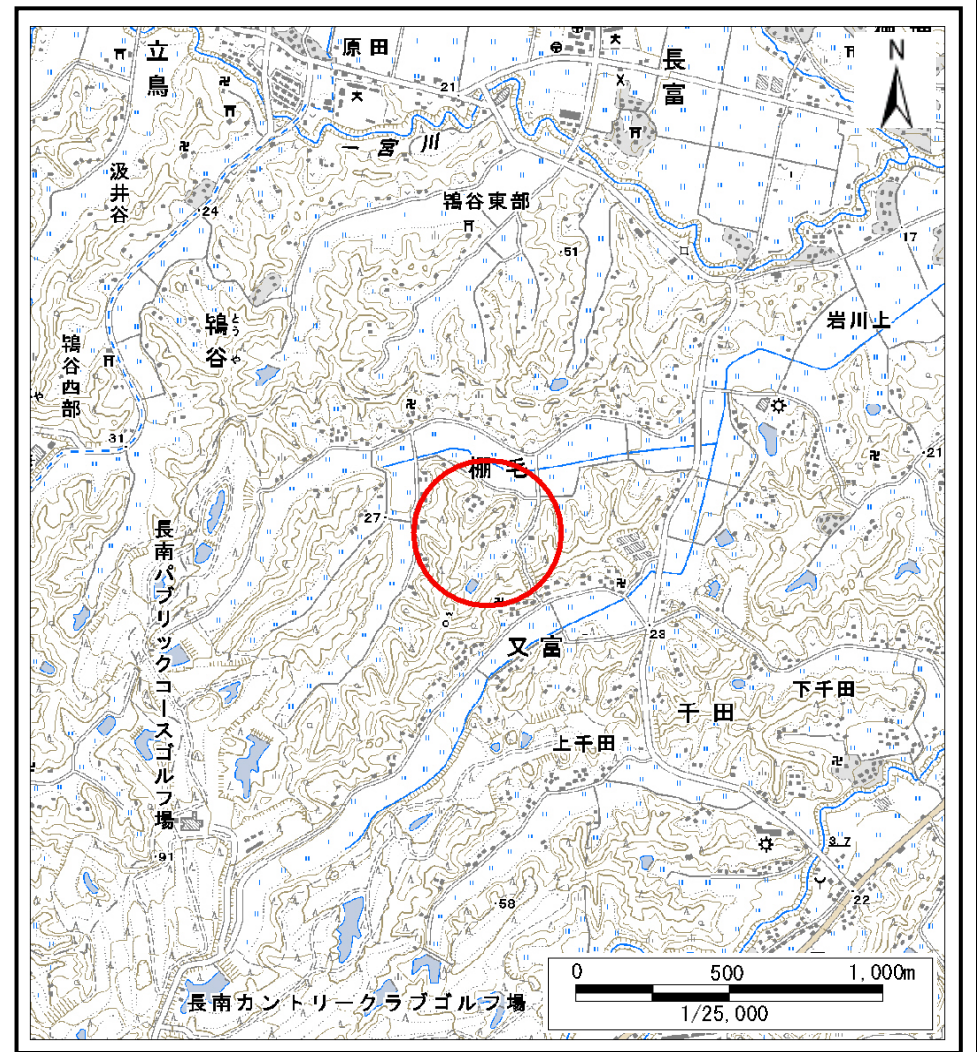 原田
立鳥
長富
N
21
一宮川
汲井谷
鴇谷東部
24
51
17
鴇谷
とうや
岩川上
鴇谷西部
や
31
棚毛
21
27
長南パブリックコースゴルフ場
又富
23
下千田
千田
上千田
91
3.7
22
58
長南カントリークラブゴルフ場
0 500 1,000m
1/25,000